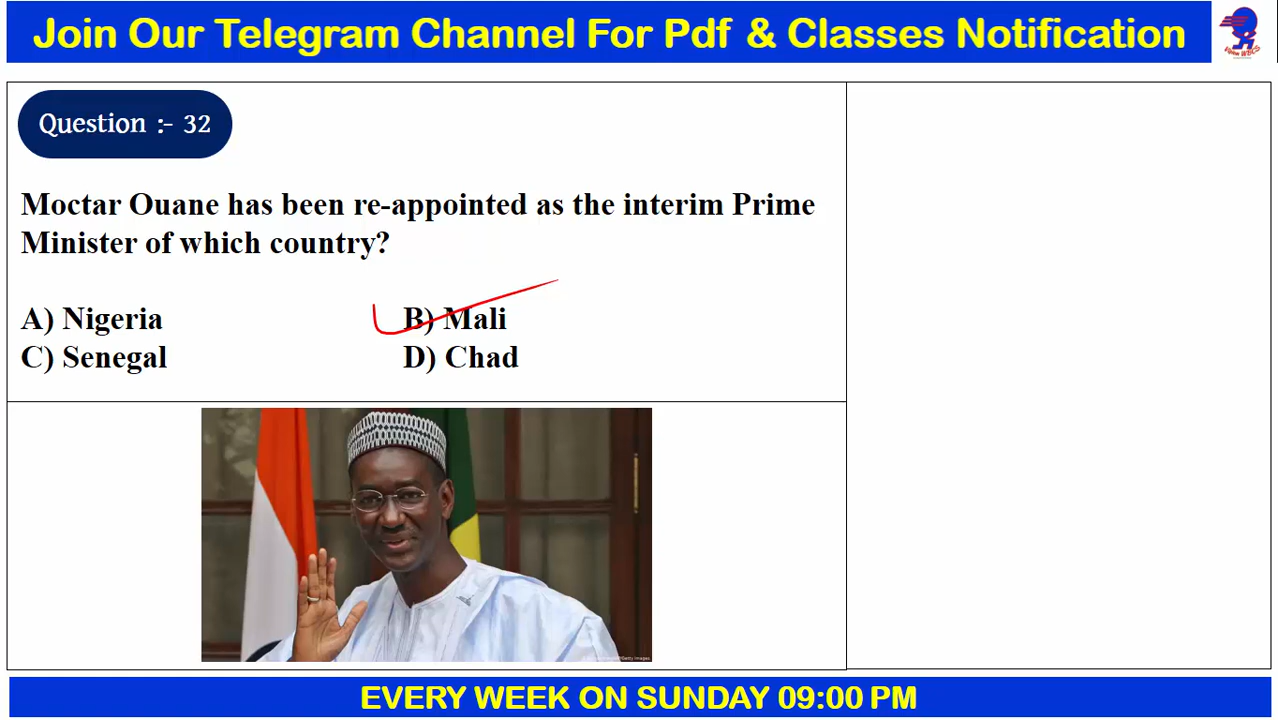 Join Our Telegram Channel For Pdf & Classes Notification
Question :- 32
Moctar Ouane has been re-appointed as the interim Prime
Minister of which country?
A) Nigeria B) Mali
C) Senegal D) Chad
EVERY WEEK ON SUNDAY 09:00 PM